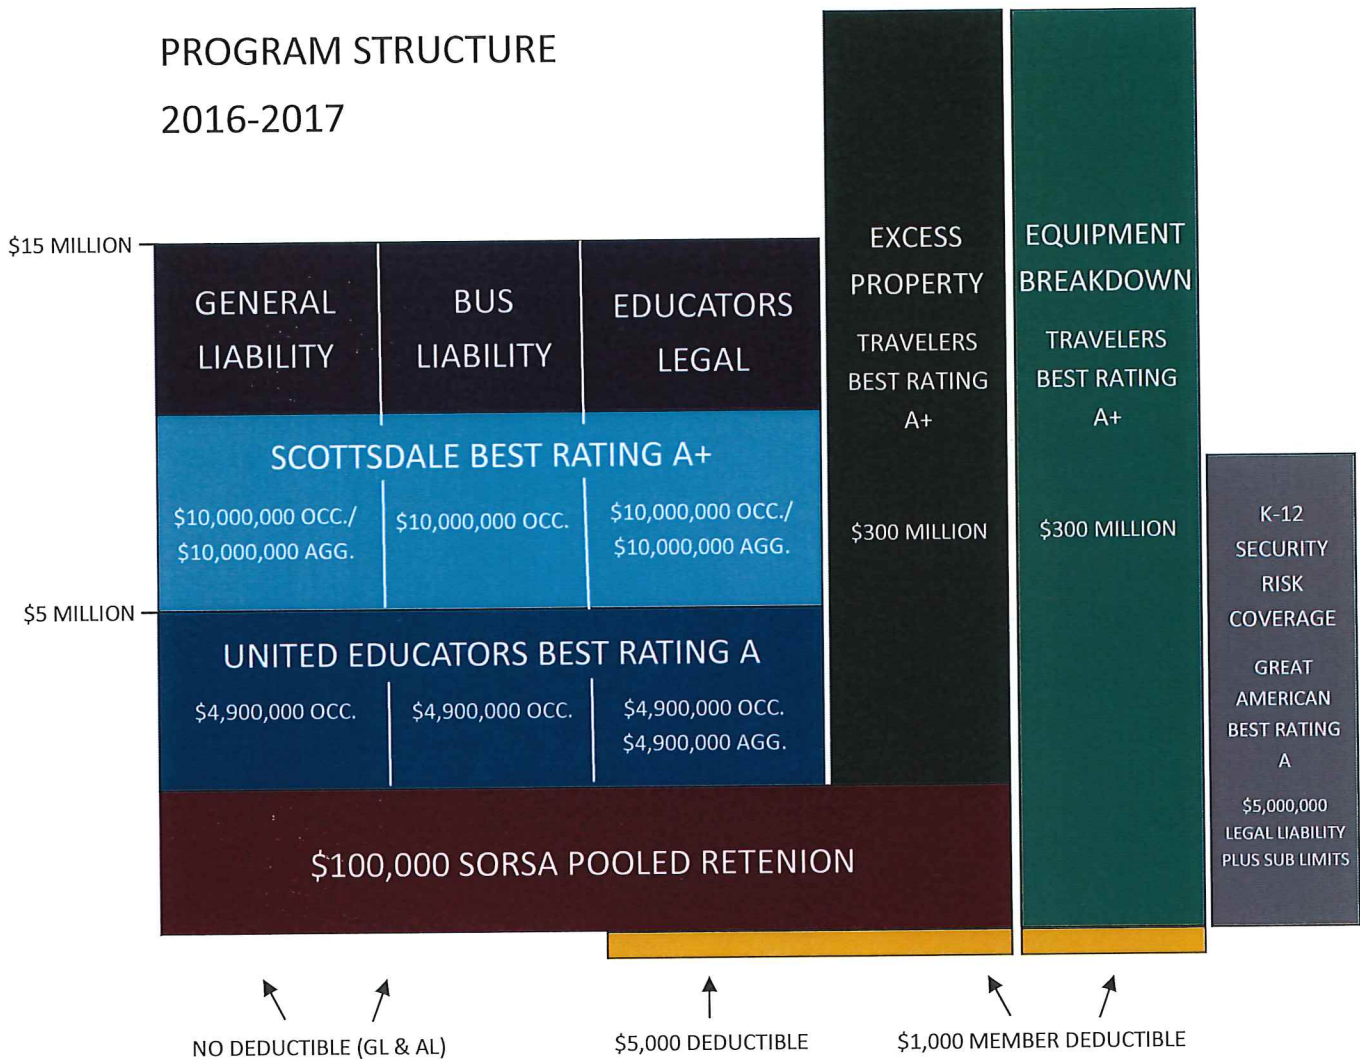 PROGRAM STRUCTURE
2016-2017
$15 MILLION
$5 MILLION
GENERAL
LIABILITY
BUS
LIABILITY
EDUCATORS
LEGAL
SCOTTSDALE BEST RATING A+
$10,000,000 OCC./
$10,000,000 AGG.
$10,000,000 OCC.
$10,000,000 OCC./
$10,000,000 AGG.
UNITED EDUCATORS BEST RATING A
$4,900,000 OCC.
$4,900,000 OCC.
$4,900,000 OCC.
$4,900,000 AGG.
$100,000 SORSA POOLED RETENION
EXCESS
PROPERTY
TRAVELERS
BEST RATING
A+
$300 MILLION
EQUIPMENT
BREAKDOWN
TRAVELERS
BEST RATING
A+
$300 MILLION
K-12
SECURITY
RISK
COVERAGE
GREAT
AMERICAN
BEST RATING
A
$5,000,000
LEGAL LIABILITY
PLUS SUB LIMITS
NO DEDUCTIBLE (GL & AL)
$5,000 DEDUCTIBLE
$1,000 MEMBER DEDUCTIBLE